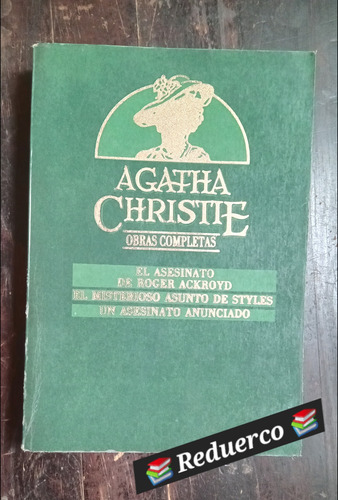 AGATHA
CHRISTIE
OBRAS COMPLETAS
EL ASESINATO
DE ROGER ACKROYD
EL MISTERIOSO ASUNTO DE STYLES
UN ASESINATO ANUNCIADO
📚 Reduerco 📚